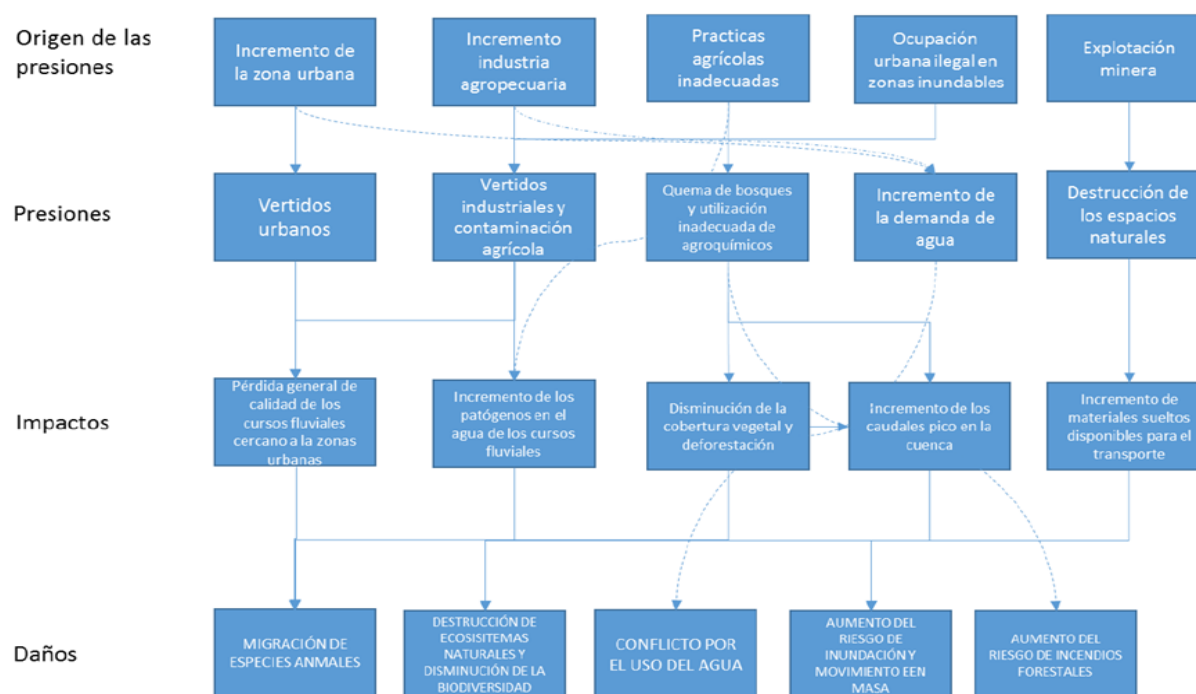 Origen de las
presiones
Incremento de
la zona urbana
Incremento
industria
agropecuaria
Practicas
agrícolas
inadecuadas
Ocupación
urbana ilegal en
zonas inundables
Explotación
minera
Presiones
Vertidos
urbanos
Vertidos
industriales y
contaminación
agrícola
Quema de bosques
y utilización
inadecuada de
agroquímicos
Incremento de
la demanda de
agua
Destrucción de
los espacios
naturales
Impactos
Pérdida general de
calidad de los
cursos fluviales
cercano a la zonas
urbanas
Incremento de los
patógenos en el
agua de los cursos
fluviales
Disminución de la
cobertura vegetal y
deforestación
Incremento de los
caudales pico en la
cuenca
Incremento de
materiales sueltos
disponibles para el
transporte
Daños
MIGRACIÓN DE
ESPECIES ANMALES
DESTRUCCIÓN DE
ECOSISITEMAS
NATURALES Y
DISMINUCIÓN DE LA
BIODIVERSIDAD
CONFLICTO POR
EL USO DEL AGUA
AUMENTO DEL
RIESGO DE
INUNDACIÓN Y
MOVIMIENTO EEN
MASA
AUMENTO DEL
RIESGO DE INCENDIOS
FORESTALES